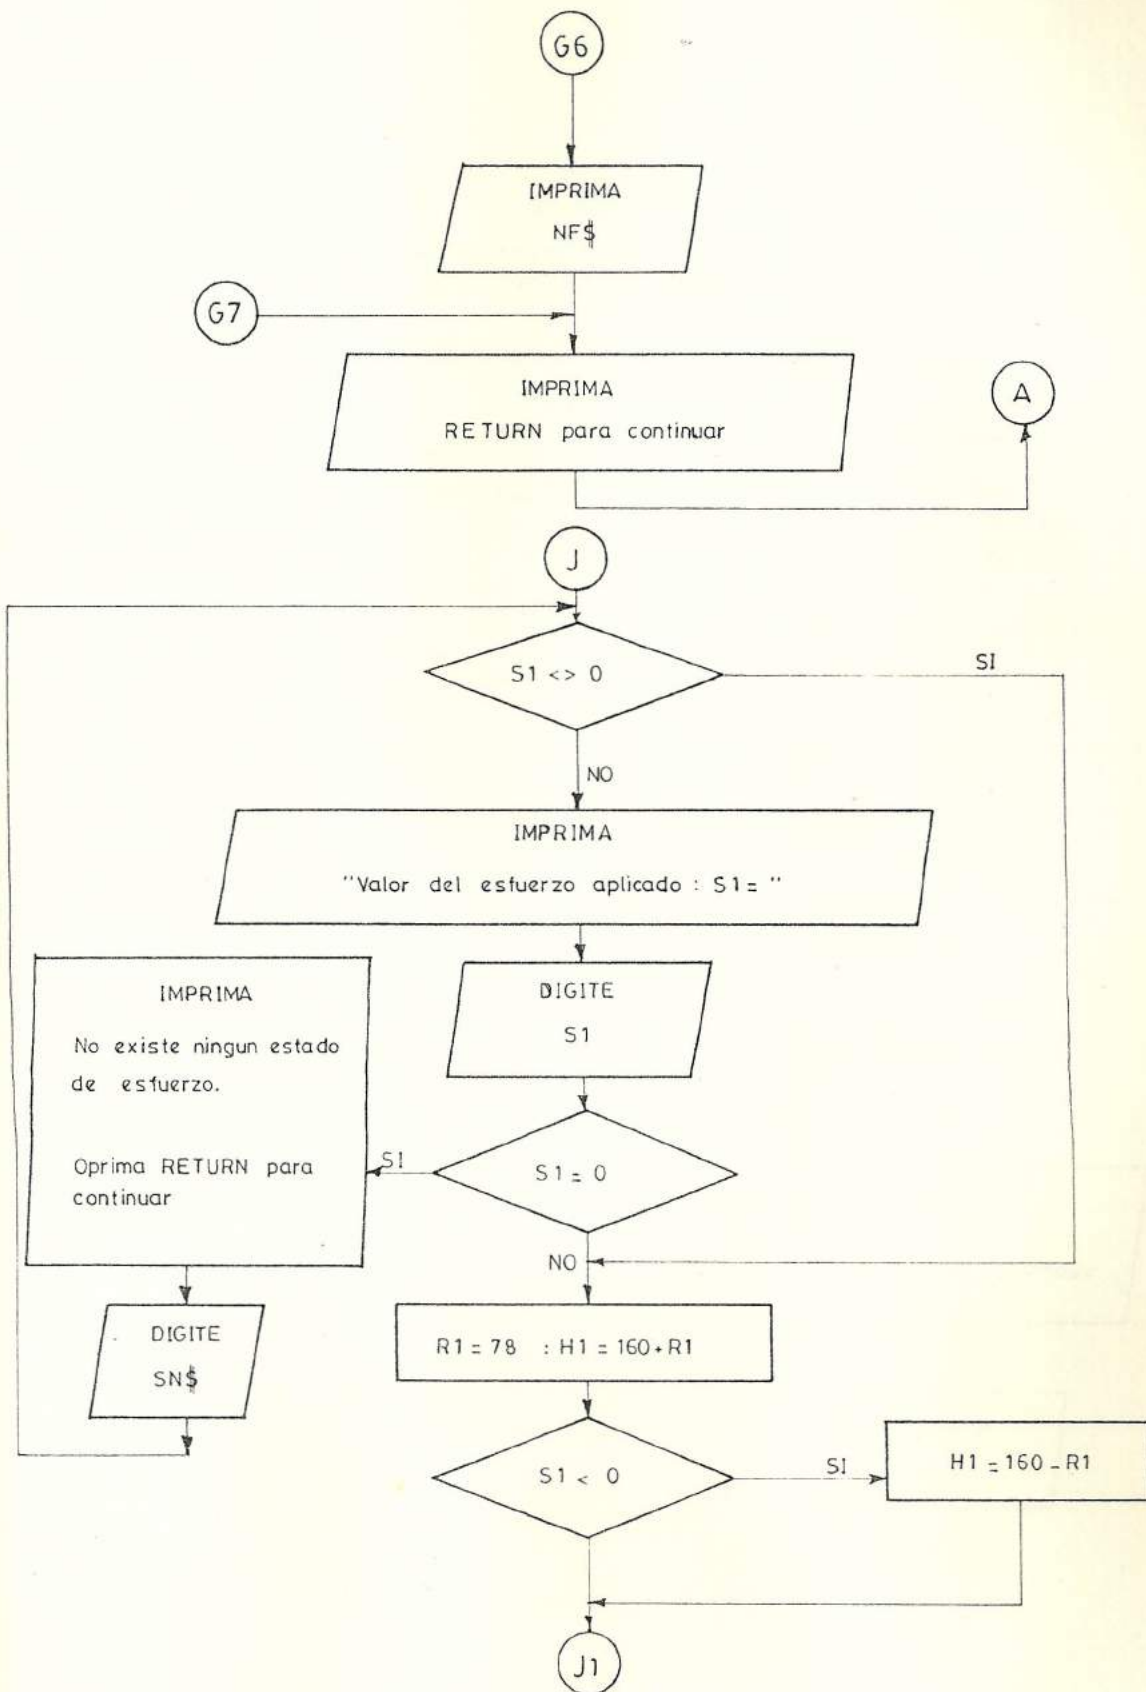 G6
IMPRIMA
NF$
G7
IMPRIMA
RETURN para continuar
A
J
S1 <> 0
SI
NO
IMPRIMA
"Valor del esfuerzo aplicado : S1= "
DIGITE
S1
IMPRIMA
No existe ningun estado
de esfuerzo.
Oprima RETURN para
continuar
SI
S1 = 0
NO
DIGITE
SN$
R1 = 78 : H1 = 160+R1
S1 < 0
SI
H1 = 160 - R1
J1